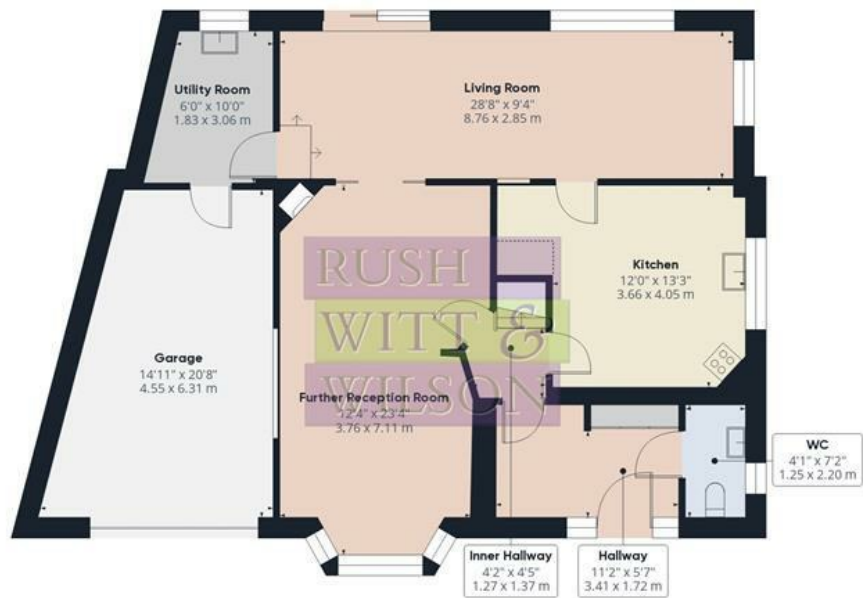 Utility Room
6'0" x 10'0"
1.83 x 3.06 m
Living Room
28'8" x 9'4"
8.76 x 2.85 m
RUSH
WITT &
WILSON
Kitchen
12'0" x 13'3"
3.66 x 4.05 m
Garage
14'11" x 20'8"
4.55 x 6.31 m
Further Reception Room
12'4" x 23'4"
3.76 x 7.11 m
WC
4'1" x 7'2"
1.25 x 2.20 m
Inner Hallway
4'2" x 4'5"
1.27 x 1.37 m
Hallway
11'2" x 5'7"
3.41 x 1.72 m